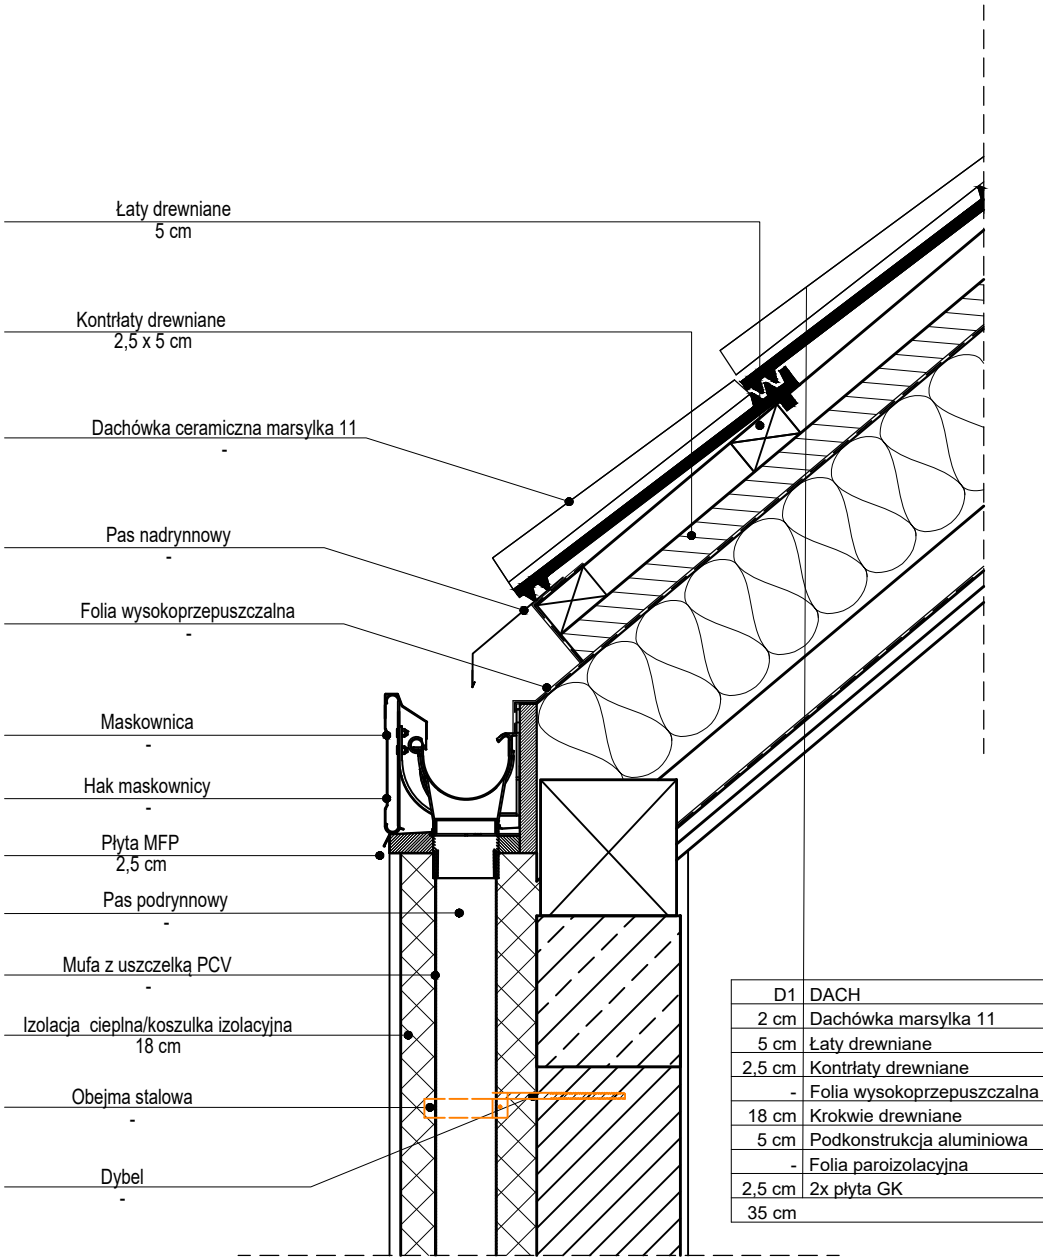 Łaty drewniane
5 cm
Kontrłaty drewniane
2,5 x 5 cm
Dachówka ceramiczna marsylka 11
-
Pas nadrynnowy
-
Folia wysokoprzepuszczalna
-
Maskownica
-
Hak maskownicy
-
Płyta MFP
2,5 cm
Pas podrynnowy
-
Mufa z uszczelką PCV
-
Izolacja cieplna/koszulka izolacyjna
18 cm
Obejma stalowa
-
Dybel
-
D1 DACH
2 cm Dachówka marsylka 11
5 cm Łaty drewniane
2,5 cm Kontrłaty drewniane
- Folia wysokoprzepuszczalna
18 cm Krokwie drewniane
5 cm Podkonstrukcja aluminiowa
- Folia paroizolacyjna
2,5 cm 2x płyta GK
35 cm